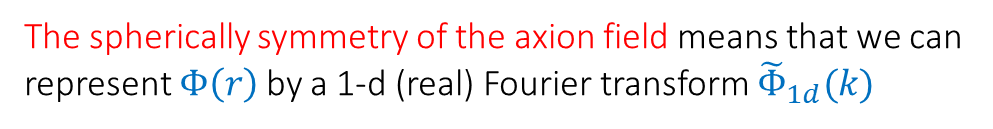 The spherically symmetry of the axion field means that we can
represent Φ(r) by a 1-d (real) Fourier transform Φ̃₁d(k)